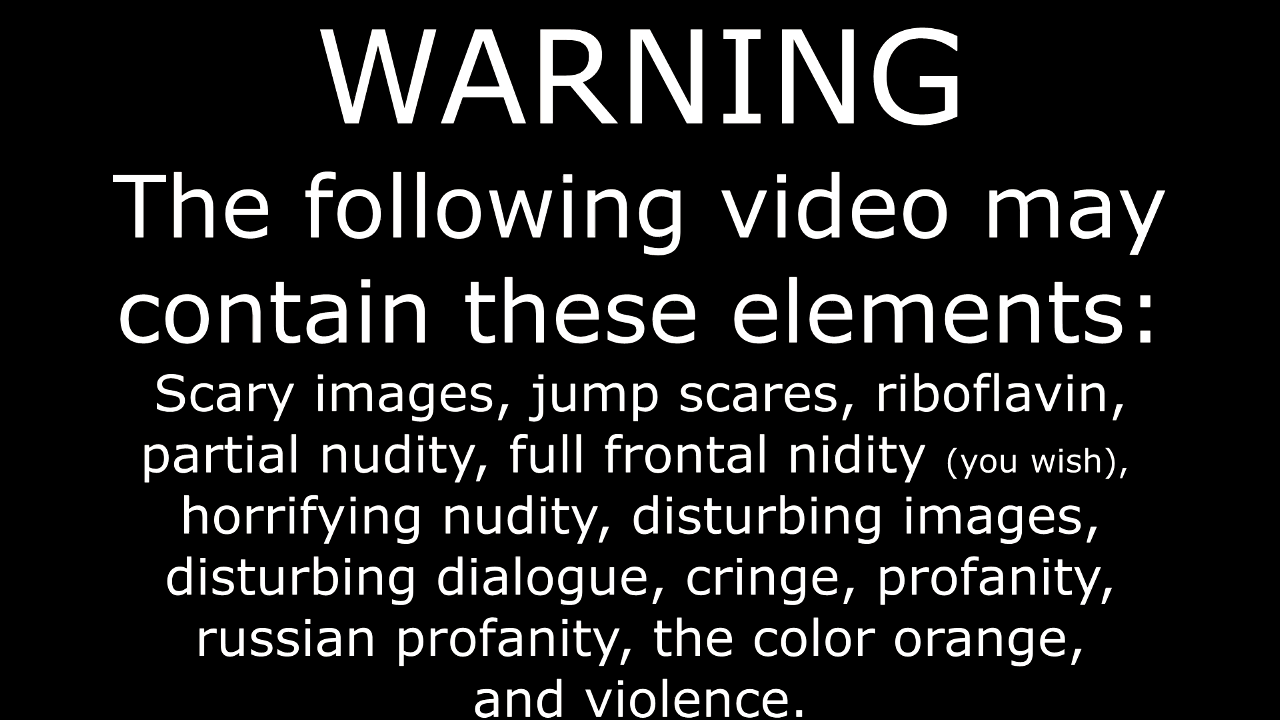 WARNING
The following video may
contain these elements:
Scary images, jump scares, riboflavin,
partial nudity, full frontal nidity (you wish),
horrifying nudity, disturbing images,
disturbing dialogue, cringe, profanity,
russian profanity, the color orange,
and violence.